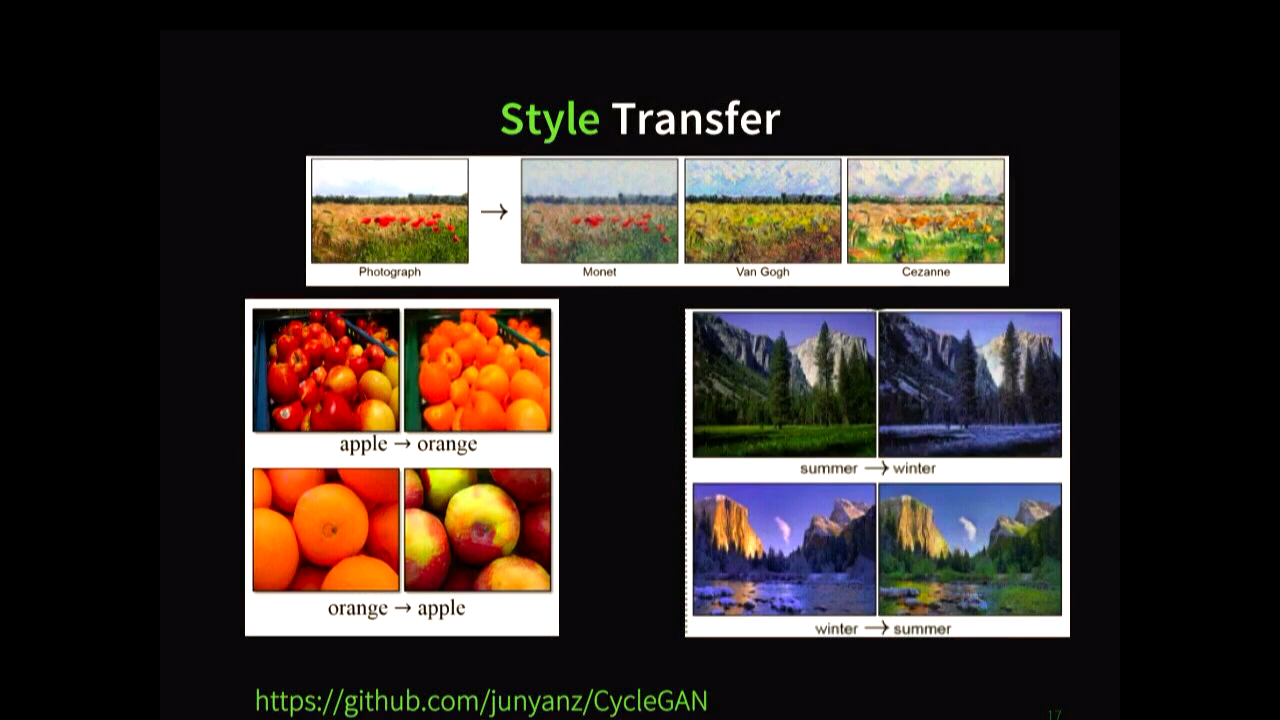 Style Transfer
Photograph → Monet Van Gogh Cezanne
apple → orange
orange → apple
summer → winter
winter → summer
https://github.com/junyanz/CycleGAN
17